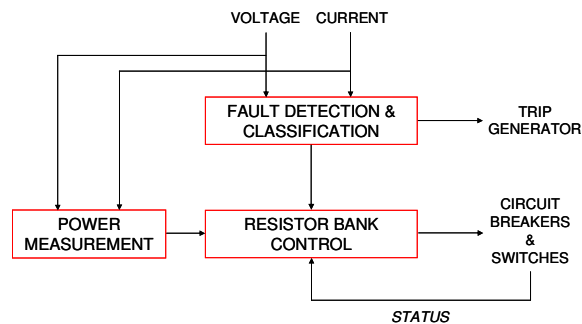 VOLTAGE CURRENT
FAULT DETECTION &
CLASSIFICATION
TRIP
GENERATOR
POWER
MEASUREMENT
RESISTOR BANK
CONTROL
CIRCUIT
BREAKERS
&
SWITCHES
STATUS